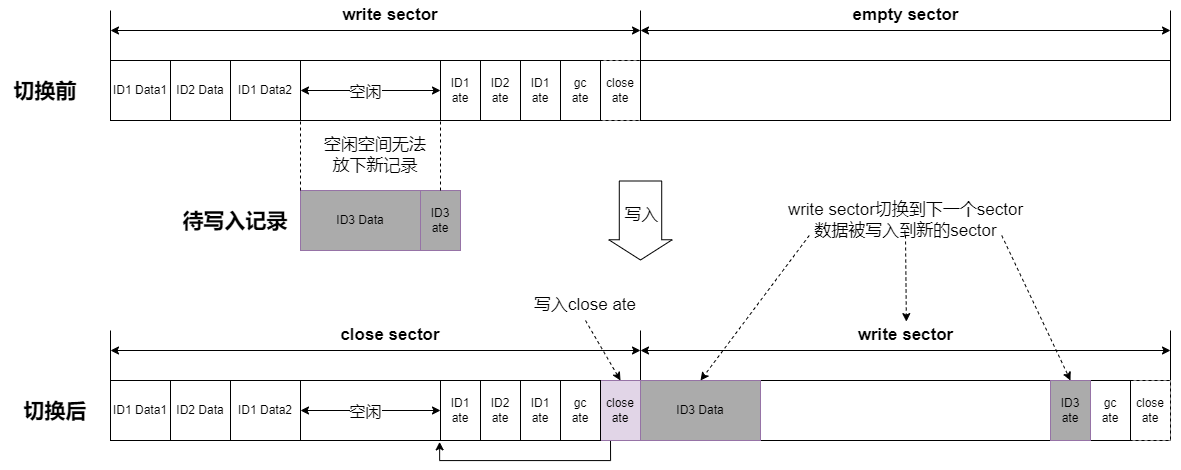 write sector
empty sector
切换前
ID1 Data1
ID2 Data
ID1 Data2
空闲
ID1
ate
ID2
ate
ID1
ate
gc
ate
close
ate
空闲空间无法
放下新记录
待写入记录
ID3 Data
ID3
ate
写入
write sector切换到下一个sector
数据被写入到新的sector
写入close ate
close sector
write sector
切换后
ID1 Data1
ID2 Data
ID1 Data2
空闲
ID1
ate
ID2
ate
ID1
ate
gc
ate
close
ate
ID3 Data
ID3
ate
gc
ate
close
ate